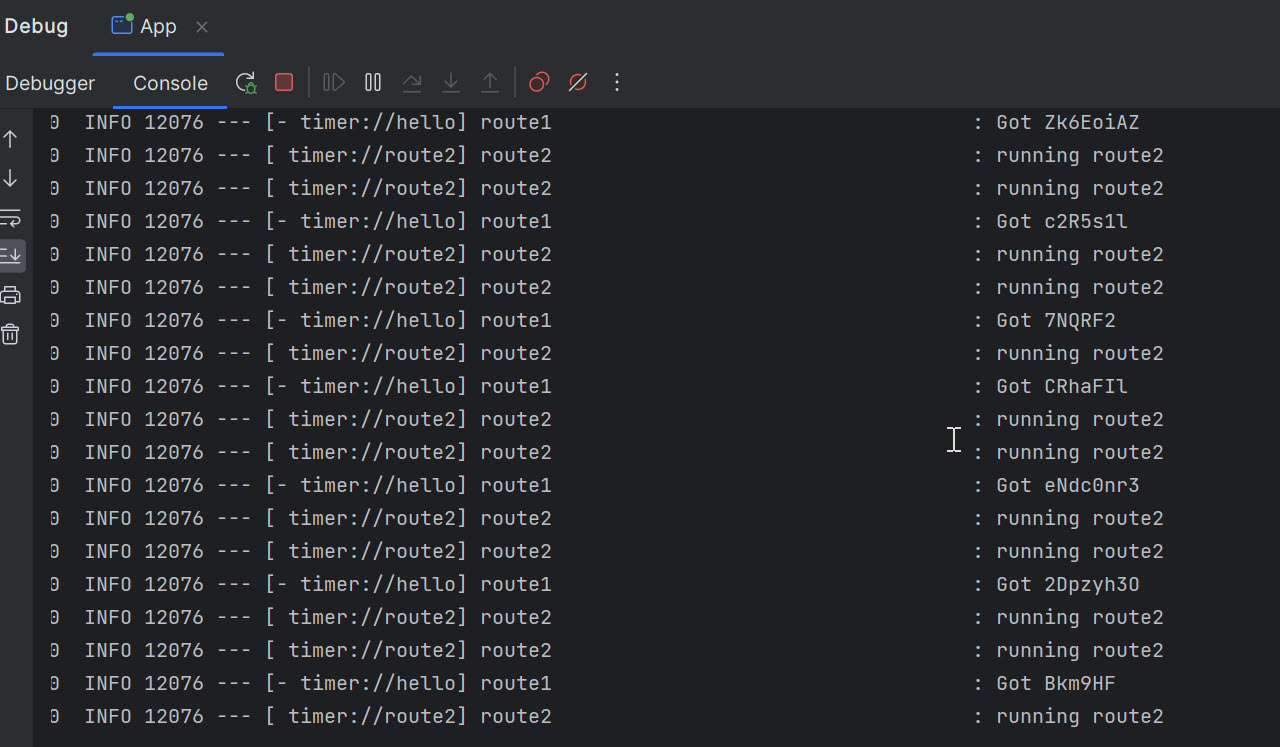 Debug App
Debugger Console
0 INFO 12076 --- [- timer://hello] route1 : Got Zk6EoiAZ
0 INFO 12076 --- [ timer://route2] route2 : running route2
0 INFO 12076 --- [ timer://route2] route2 : running route2
0 INFO 12076 --- [- timer://hello] route1 : Got c2R5s1l
0 INFO 12076 --- [ timer://route2] route2 : running route2
0 INFO 12076 --- [ timer://route2] route2 : running route2
0 INFO 12076 --- [- timer://hello] route1 : Got 7NQRF2
0 INFO 12076 --- [ timer://route2] route2 : running route2
0 INFO 12076 --- [- timer://hello] route1 : Got CRhaFIl
0 INFO 12076 --- [ timer://route2] route2 : running route2
0 INFO 12076 --- [ timer://route2] route2 : running route2
0 INFO 12076 --- [- timer://hello] route1 : Got eNdc0nr3
0 INFO 12076 --- [ timer://route2] route2 : running route2
0 INFO 12076 --- [ timer://route2] route2 : running route2
0 INFO 12076 --- [- timer://hello] route1 : Got 2Dpzyh3O
0 INFO 12076 --- [ timer://route2] route2 : running route2
0 INFO 12076 --- [ timer://route2] route2 : running route2
0 INFO 12076 --- [- timer://hello] route1 : Got Bkm9HF
0 INFO 12076 --- [ timer://route2] route2 : running route2